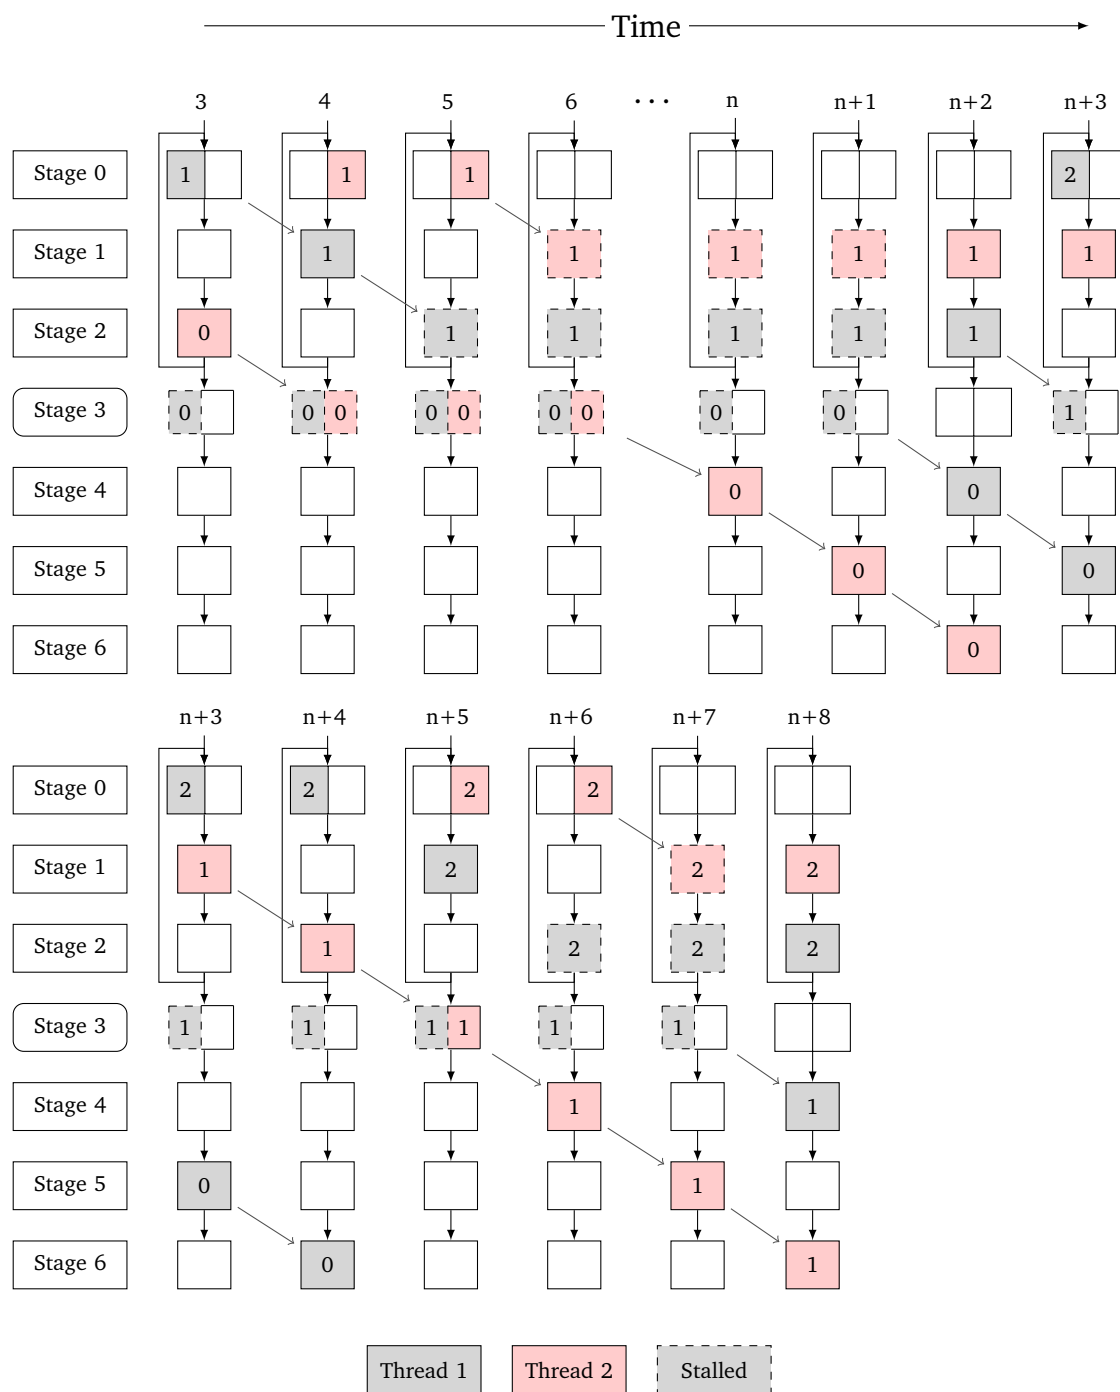 Time
3 4 5 6 ··· n n+1 n+2 n+3
Stage 0 1 1 1 2
Stage 1 1 1 1 1 1 1
Stage 2 0 1 1 1 1 1
Stage 3 0 0 0 0 0 0 0 0 0 1
Stage 4 0 0
Stage 5 0 0
Stage 6 0
n+3 n+4 n+5 n+6 n+7 n+8
Stage 0 2 2 2 2
Stage 1 1 2 2 2
Stage 2 1 2 2 2
Stage 3 1 1 1 1 1 1
Stage 4 1 1
Stage 5 0 1
Stage 6 0 1
Thread 1 Thread 2 Stalled